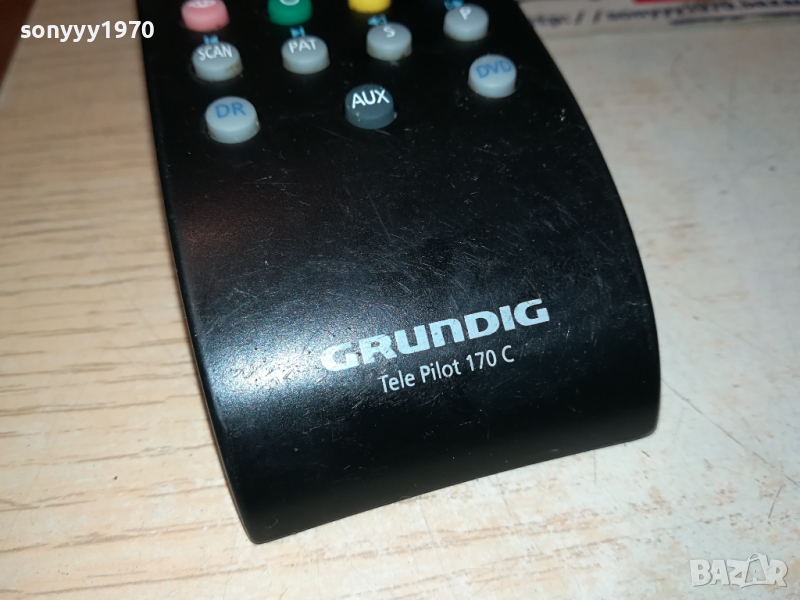 sonyyy1970
SCAN
PAT
S
P
DR
AUX
DVD
GRUNDIG
Tele Pilot 170 C
BAZAR